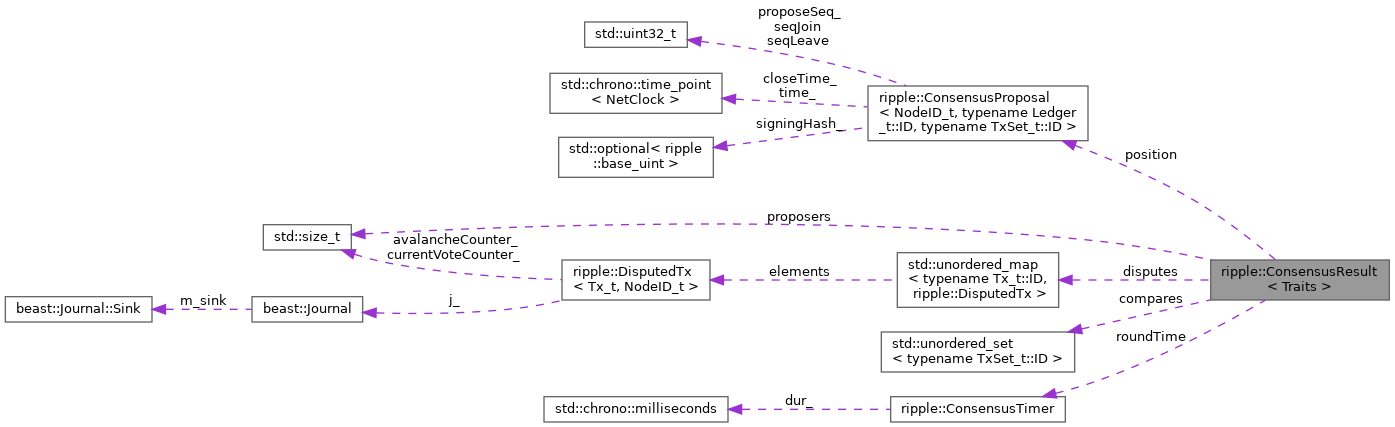 proposeSeq_
seqJoin
seqLeave
std::uint32_t
std::chrono::time_point
< NetClock >
closeTime_
time_
ripple::ConsensusProposal
< NodeID_t, typename Ledger
_t::ID, typename TxSet_t::ID >
signingHash_
std::optional< ripple
::base_uint >
position
proposers
std::size_t
avalancheCounter_
currentVoteCounter_
ripple::DisputedTx
< Tx_t, NodeID_t >
elements
std::unordered_map
< typename Tx_t::ID,
ripple::DisputedTx >
disputes
ripple::ConsensusResult
< Traits >
beast::Journal::Sink
m_sink
beast::Journal
j_
compares
std::unordered_set
< typename TxSet_t::ID >
roundTime
std::chrono::milliseconds
dur_
ripple::ConsensusTimer